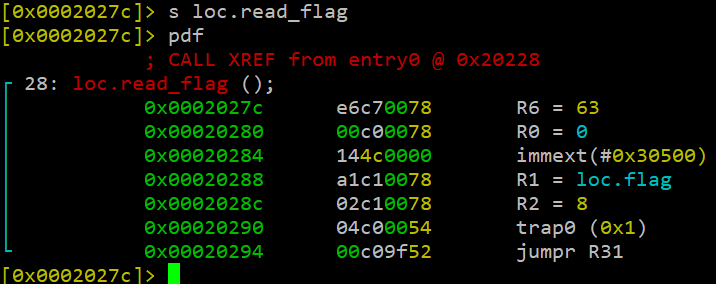 [0x0002027c]> s loc.read_flag
[0x0002027c]> pdf
; CALL XREF from entry0 @ 0x20228
28: loc.read_flag ();
0x0002027c e6c70078 R6 = 63
0x00020280 00c00078 R0 = 0
0x00020284 144c0000 immext(#0x30500)
0x00020288 a1c10078 R1 = loc.flag
0x0002028c 02c10078 R2 = 8
0x00020290 04c00054 trap0 (0x1)
0x00020294 00c09f52 jumpr R31
[0x0002027c]>